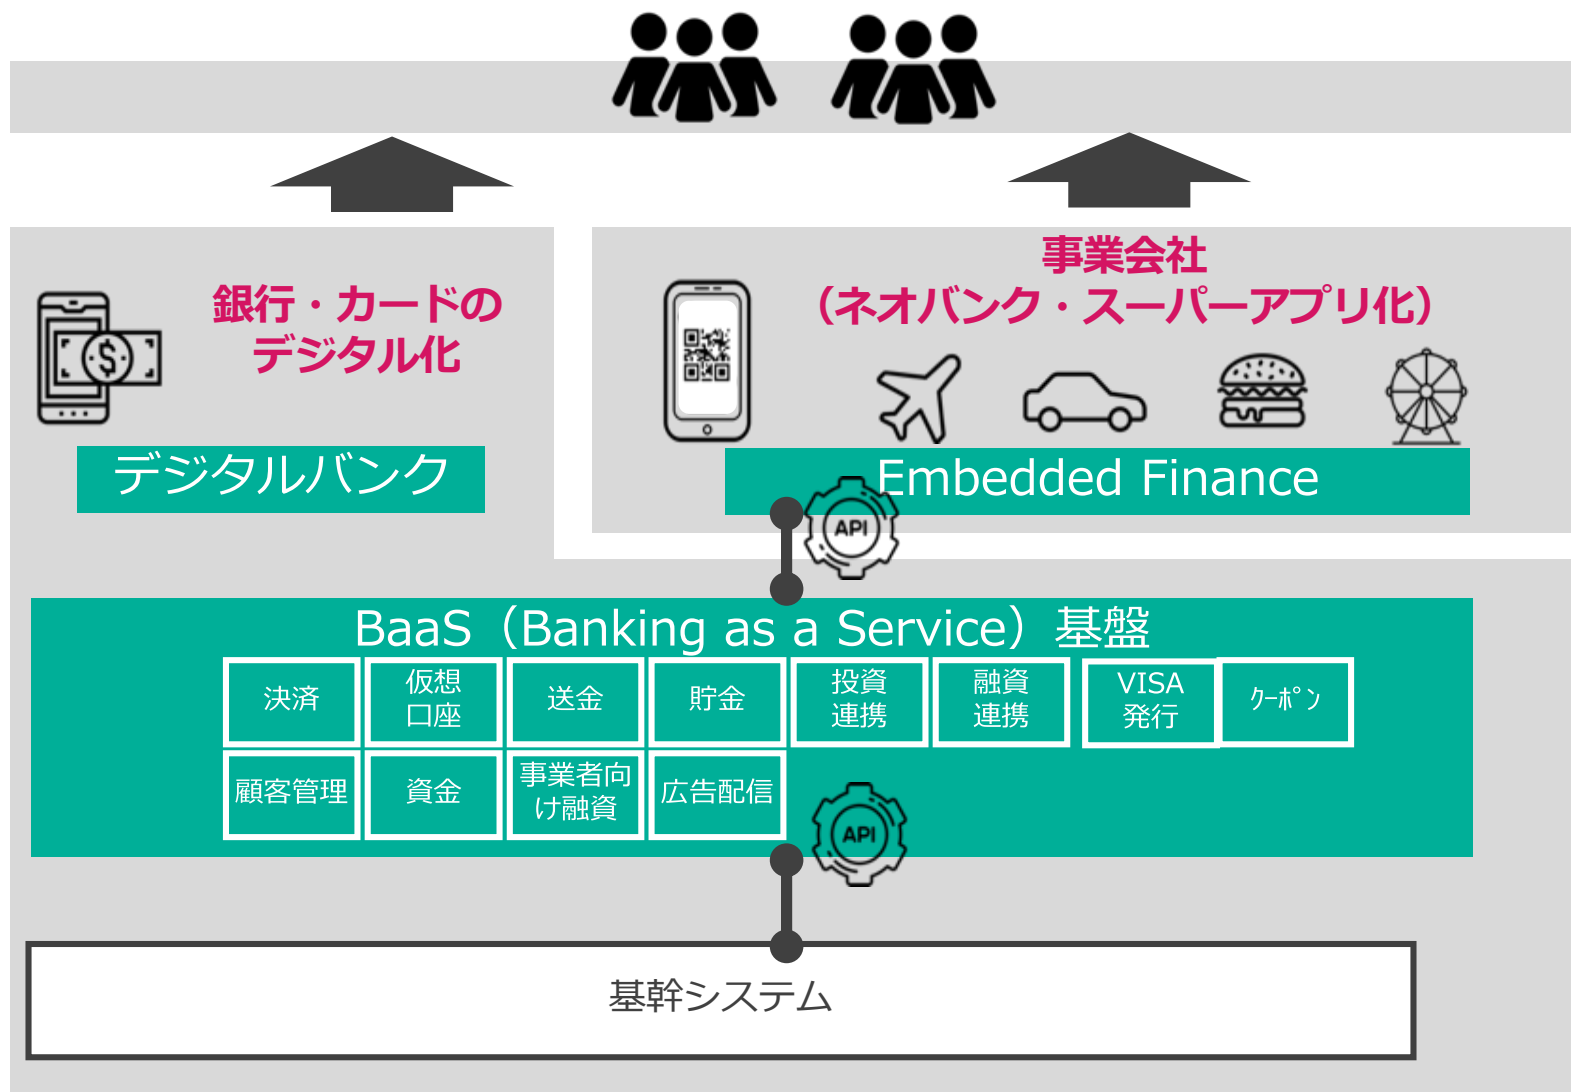 銀行・カードの
デジタル化
事業会社
（ネオバンク・スーパーアプリ化）
$
デジタルバンク
Embedded Finance
API
BaaS（Banking as a Service）基盤
決済
仮想
口座
送金
貯金
投資
連携
融資
連携
VISA
発行
ｸｰﾎﾟﾝ
顧客管理
資金
事業者向
け融資
広告配信
API
基幹システム